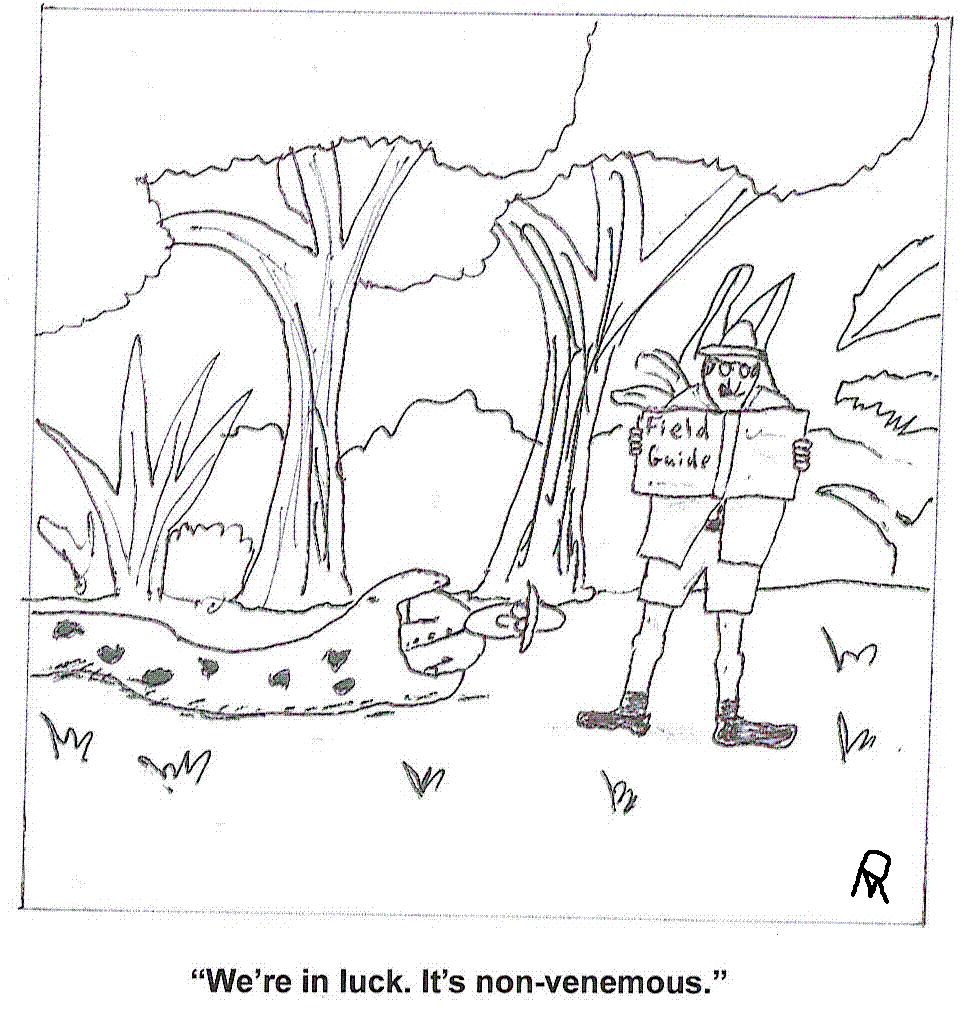 Field
Guide
“We’re in luck. It’s non-venemous.”